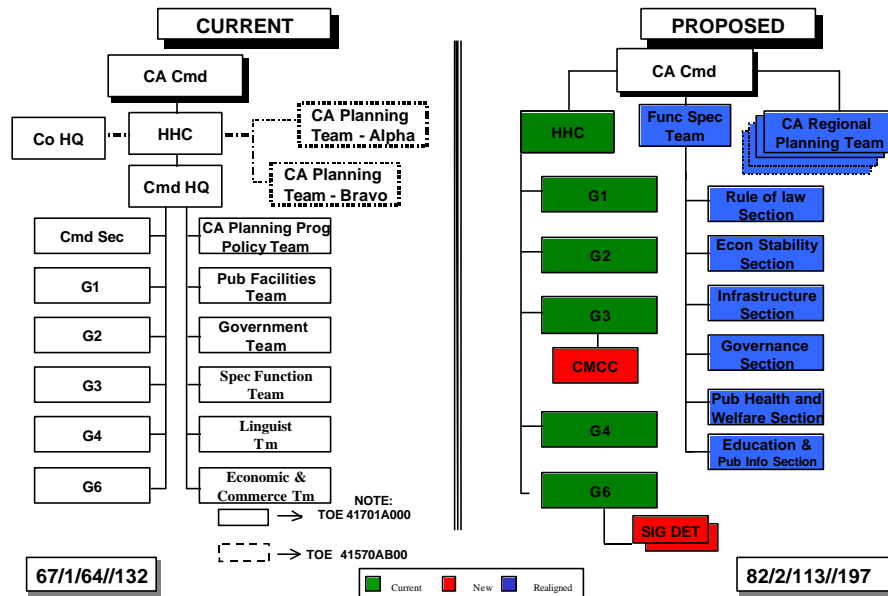 CURRENT
CA Cmd
Co HQ
HHC
CA Planning
Team - Alpha
CA Planning
Team - Bravo
Cmd HQ
Cmd Sec
CA Planning Prog
Policy Team
G1
Pub Facilities
Team
G2
Government
Team
G3
Spec Function
Team
G4
Linguist
Tm
G6
Economic &
Commerce Tm
NOTE:
TOE 41701A000
TOE 41570AB00
67/1/64//132
PROPOSED
CA Cmd
HHC
Func Spec
Team
CA Regional
Planning Team
G1
G2
G3
CMCC
G4
G6
SIG DET
Rule of law
Section
Econ Stability
Section
Infrastructure
Section
Governance
Section
Pub Health and
Welfare Section
Education &
Pub Info Section
82/2/113//197
Current
New
Realigned